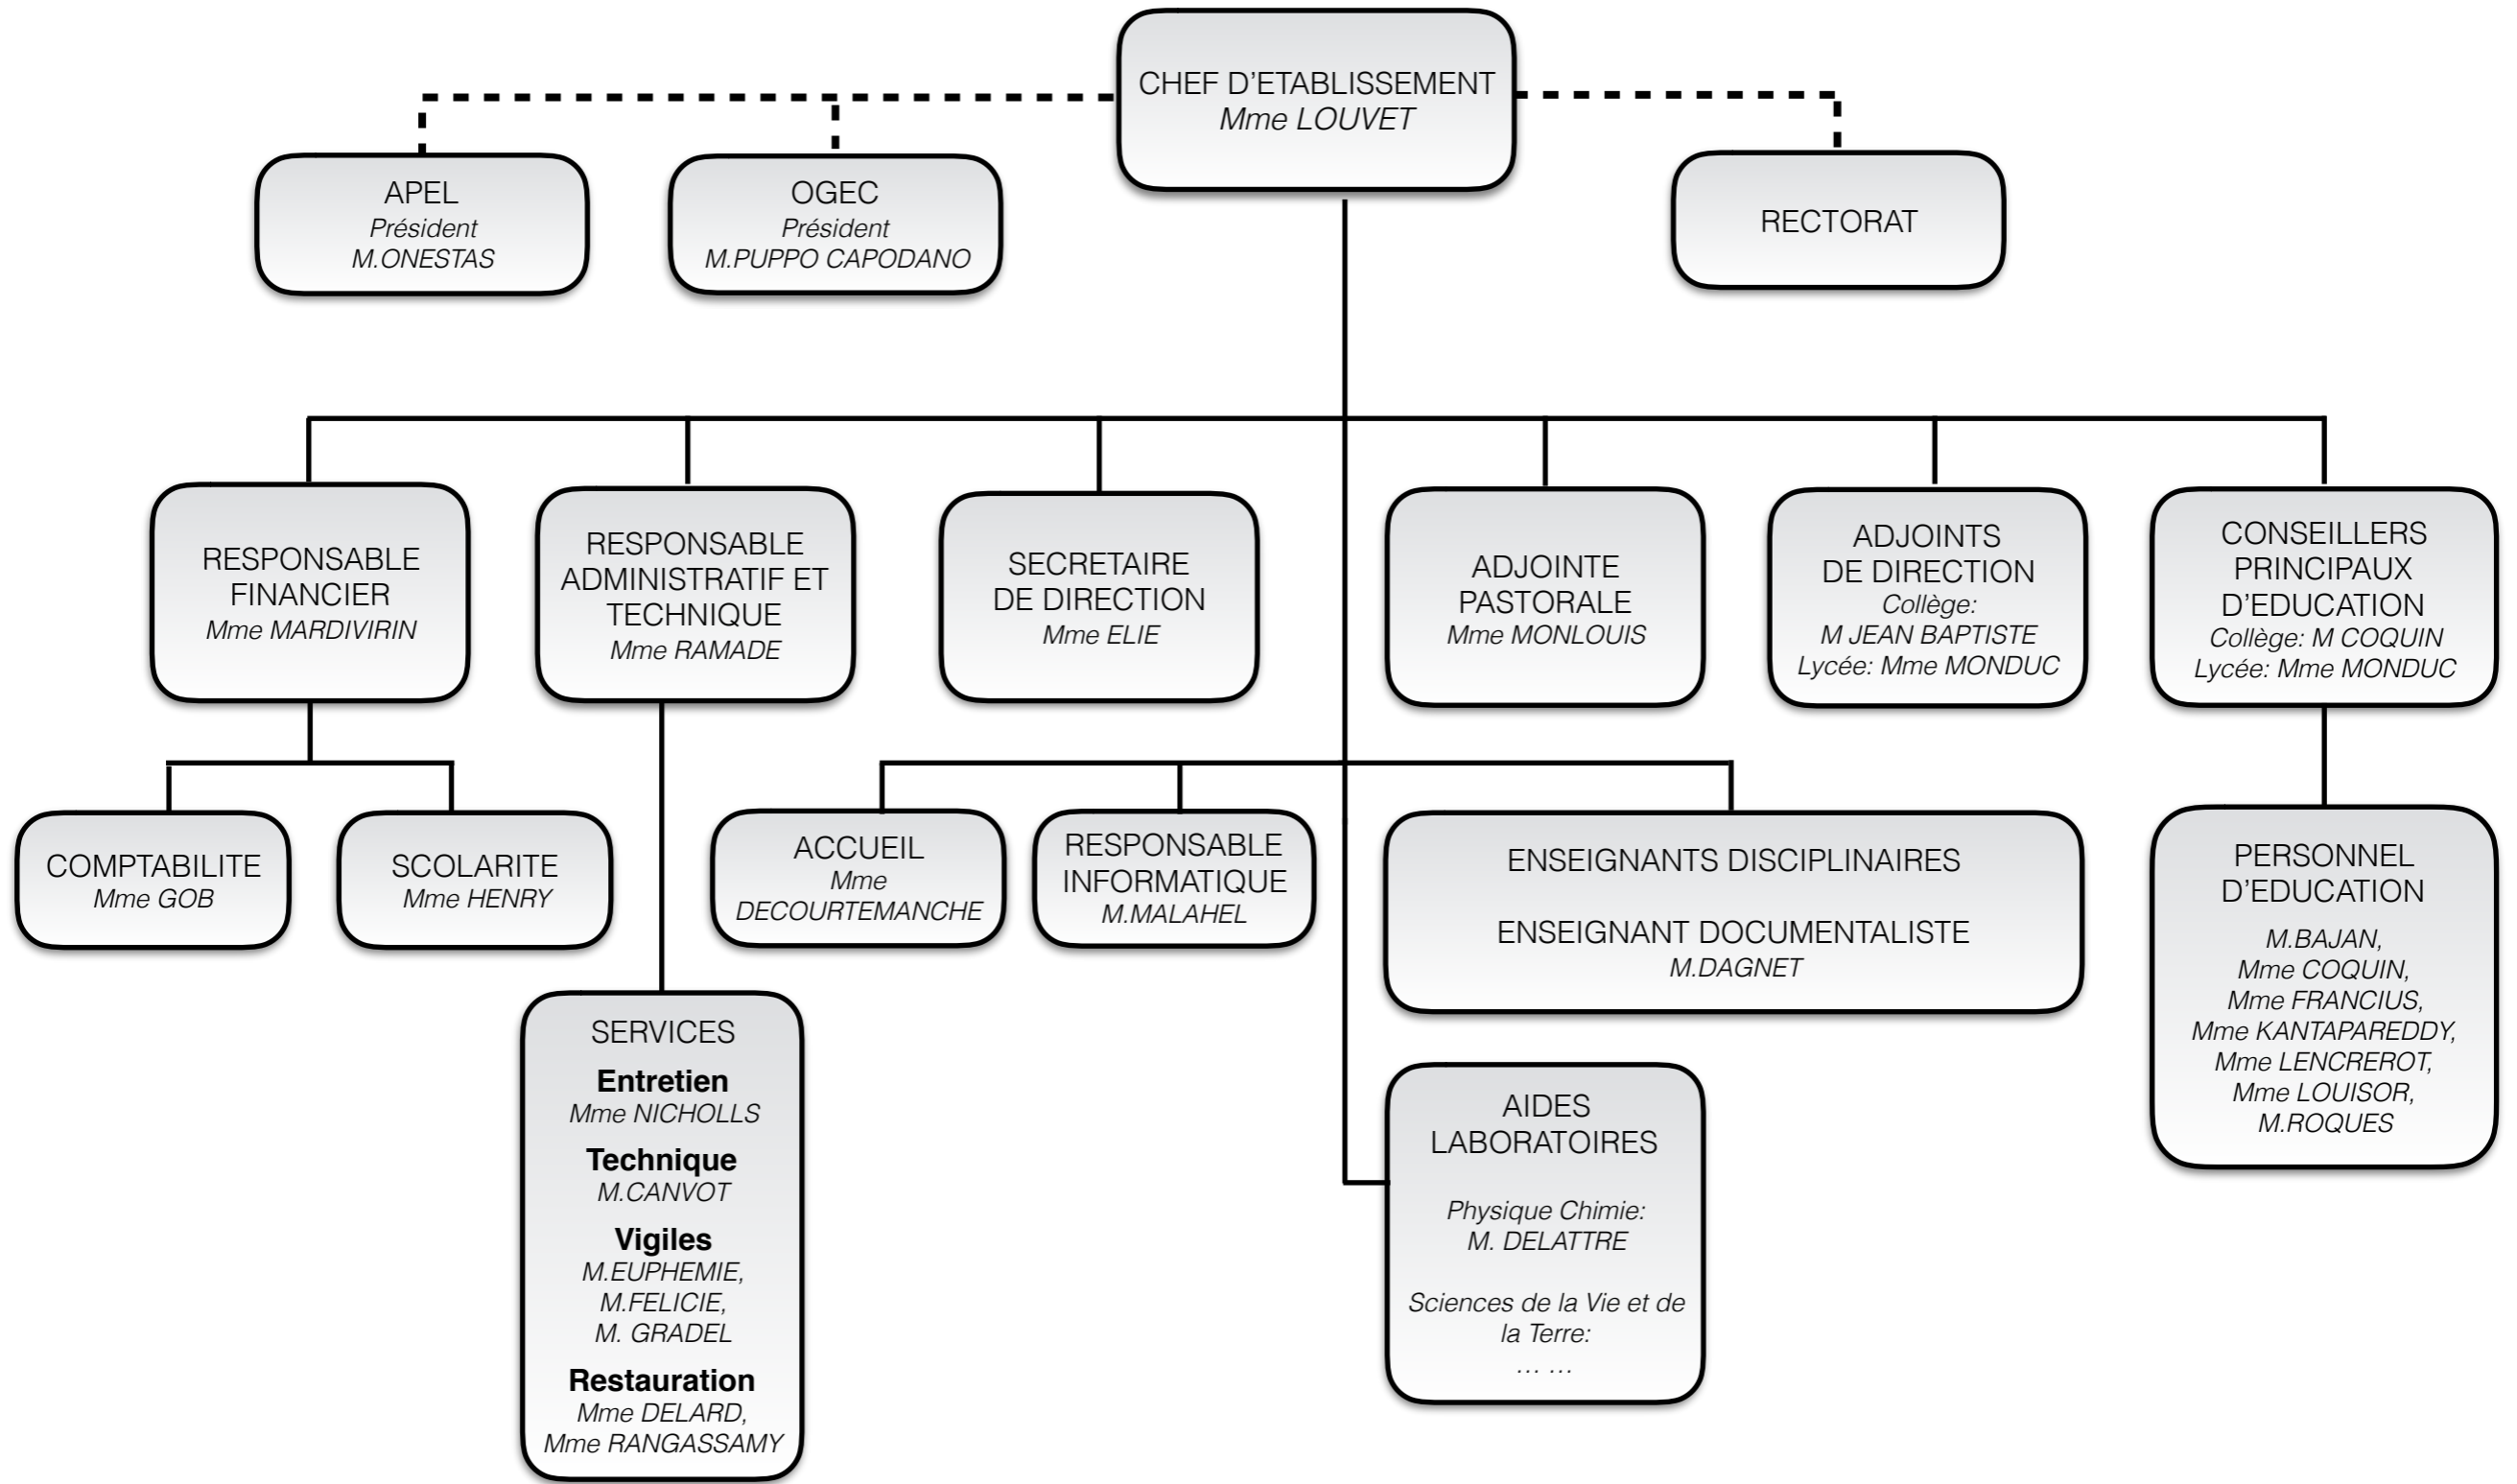 CHEF D'ETABLISSEMENT
Mme LOUVET
APEL
Président
M.ONESTAS
OGEC
Président
M.PUPPO CAPODANO
RECTORAT
RESPONSABLE
FINANCIER
Mme MARDIVIRIN
RESPONSABLE
ADMINISTRATIF ET
TECHNIQUE
Mme RAMADE
SECRETAIRE
DE DIRECTION
Mme ELIE
ADJOINTE
PASTORALE
Mme MONLOUIS
ADJOINTS
DE DIRECTION
Collège:
M JEAN BAPTISTE
Lycée: Mme MONDUC
CONSEILLERS
PRINCIPAUX
D'EDUCATION
Collège: M COQUIN
Lycée: Mme MONDUC
COMPTABILITE
Mme GOB
SCOLARITE
Mme HENRY
ACCUEIL
Mme
DECOURTEMANCHE
RESPONSABLE
INFORMATIQUE
M.MALAHEL
ENSEIGNANTS DISCIPLINAIRES
ENSEIGNANT DOCUMENTALISTE
M.DAGNET
PERSONNEL
D'EDUCATION
M.BAJAN,
Mme COQUIN,
Mme FRANCIUS,
Mme KANTAPAREDDY,
Mme LENCREROT,
Mme LOUISOR,
M.ROQUES
SERVICES
Entretien
Mme NICHOLLS
Technique
M.CANVOT
Vigiles
M.EUPHEMIE,
M.FELICIE,
M. GRADEL
Restauration
Mme DELARD,
Mme RANGASSAMY
AIDES
LABORATOIRES
Physique Chimie:
M. DELATTRE
Sciences de la Vie et de
la Terre:
... ...